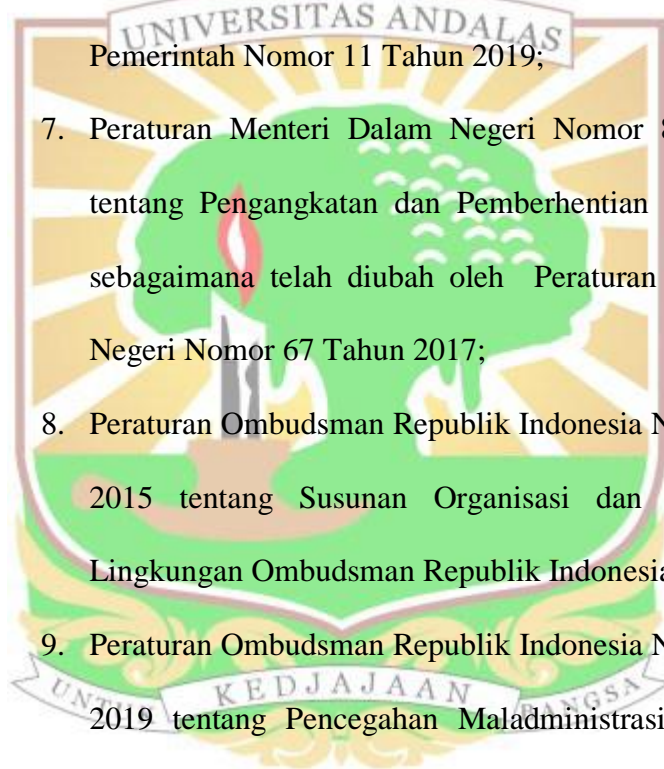 UNIVERSITAS ANDALAS
Pemerintah Nomor 11 Tahun 2019;
7. Peraturan Menteri Dalam Negeri Nomor
tentang Pengangkatan dan Pemberhentian
sebagaimana telah diubah oleh Peraturan
Negeri Nomor 67 Tahun 2017;
8. Peraturan Ombudsman Republik Indonesia
2015 tentang Susunan Organisasi dan
Lingkungan Ombudsman Republik Indonesia
9. Peraturan Ombudsman Republik Indonesia
2019 tentang Pencegahan Maladministrasi
UNTUK KEDJAJAAN BANGSA